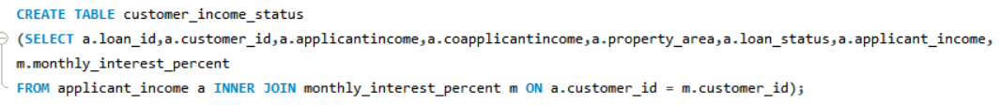 CREATE TABLE customer_income_status
(SELECT a.loan_id,a.customer_id,a.applicantincome,a.coapplicantincome,a.property_area,a.loan_status,a.applicant_income,
m.monthly_interest_percent
FROM applicant_income a INNER JOIN monthly_interest_percent m ON a.customer_id = m.customer_id);